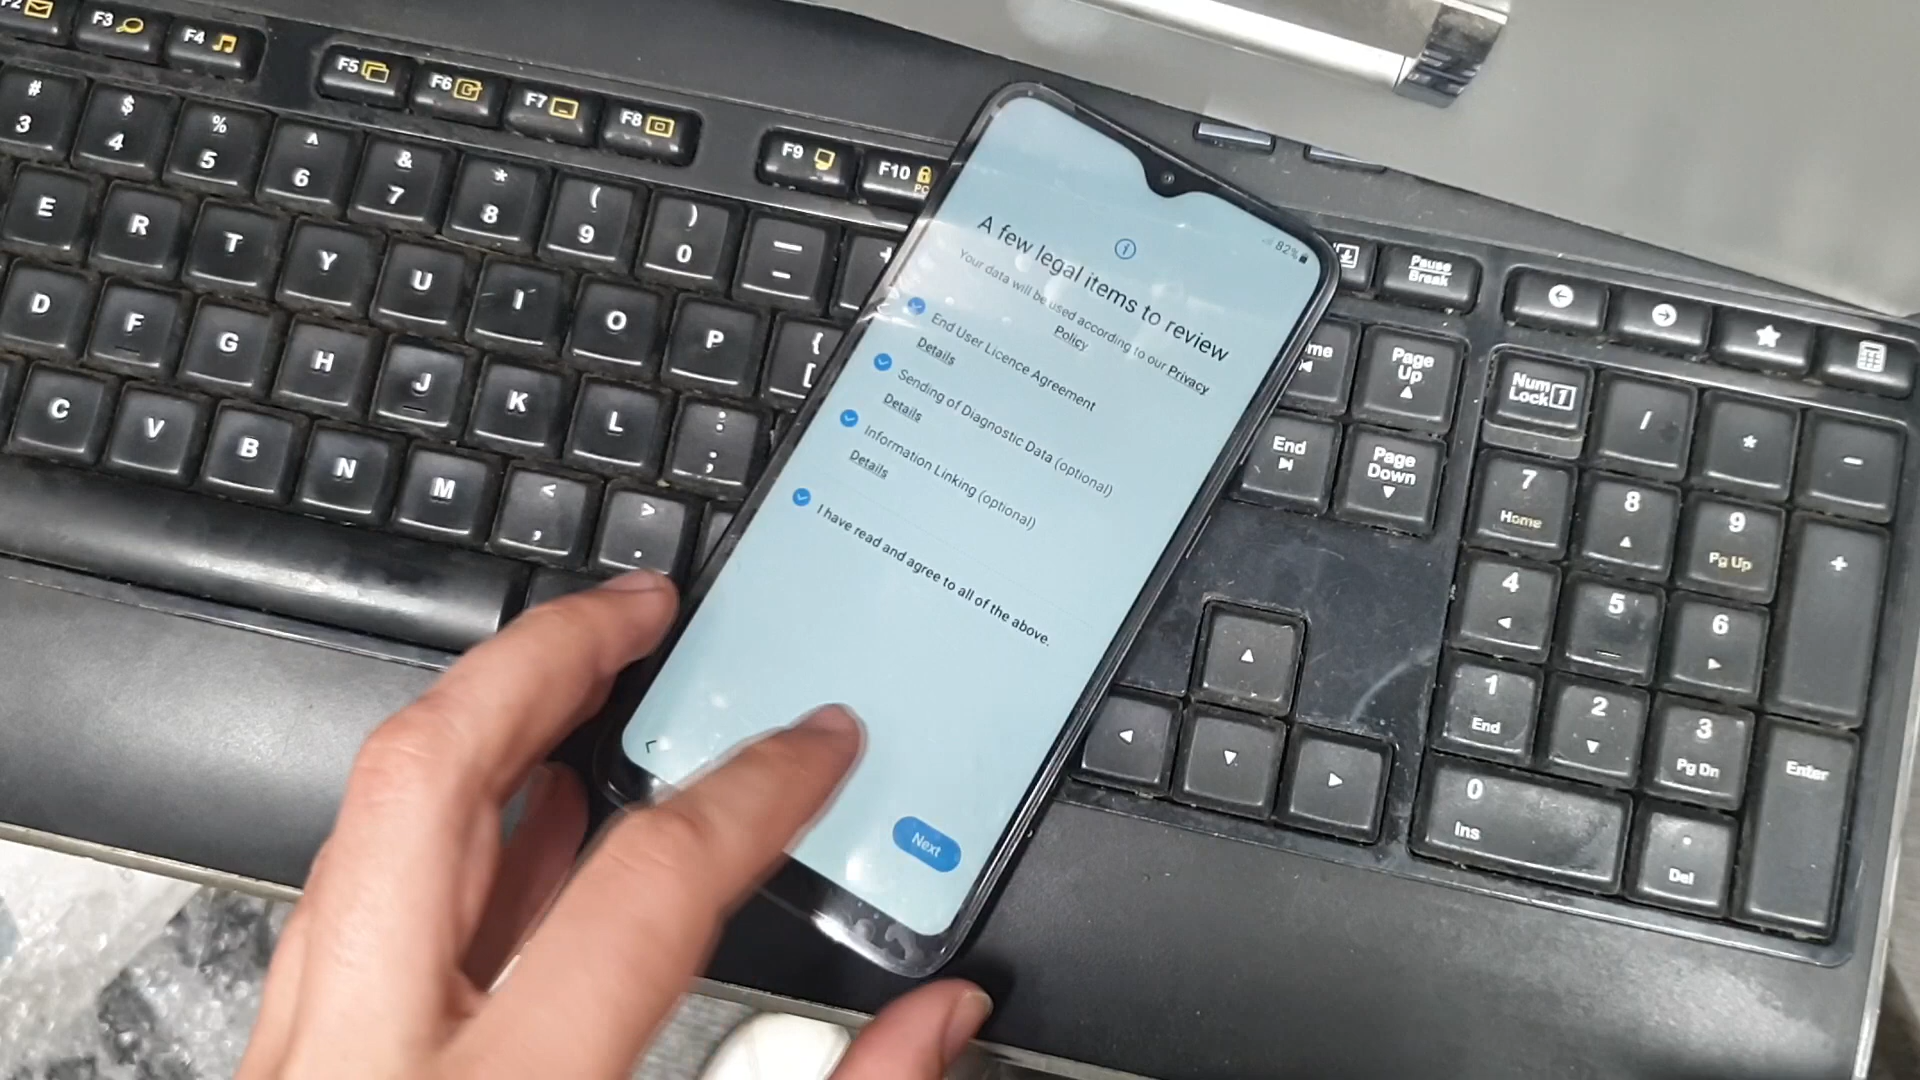 F2
F3
F4
F5
F6
F7
F8
F9
F10
PC
Pause
Break
#
3
$
4
%
5
^
6
&
7
*
8
(
9
)
0
—
–
+
E
R
T
Y
U
I
O
P
{
[
D
F
G
H
J
K
L
:
;
C
V
B
N
M
<
,
>
.
82%
A few legal items to review
Your data will be used according to our Privacy
Policy
End User Licence Agreement
Details
Sending of Diagnostic Data (optional)
Details
Information Linking (optional)
Details
I have read and agree to all of the above.
Next
Page
Up
End
Page
Down
Num
Lock 1
/
*
-
7
Home
8
9
Pg Up
+
4
5
6
1
End
2
3
Pg Dn
Enter
0
Ins
.
Del